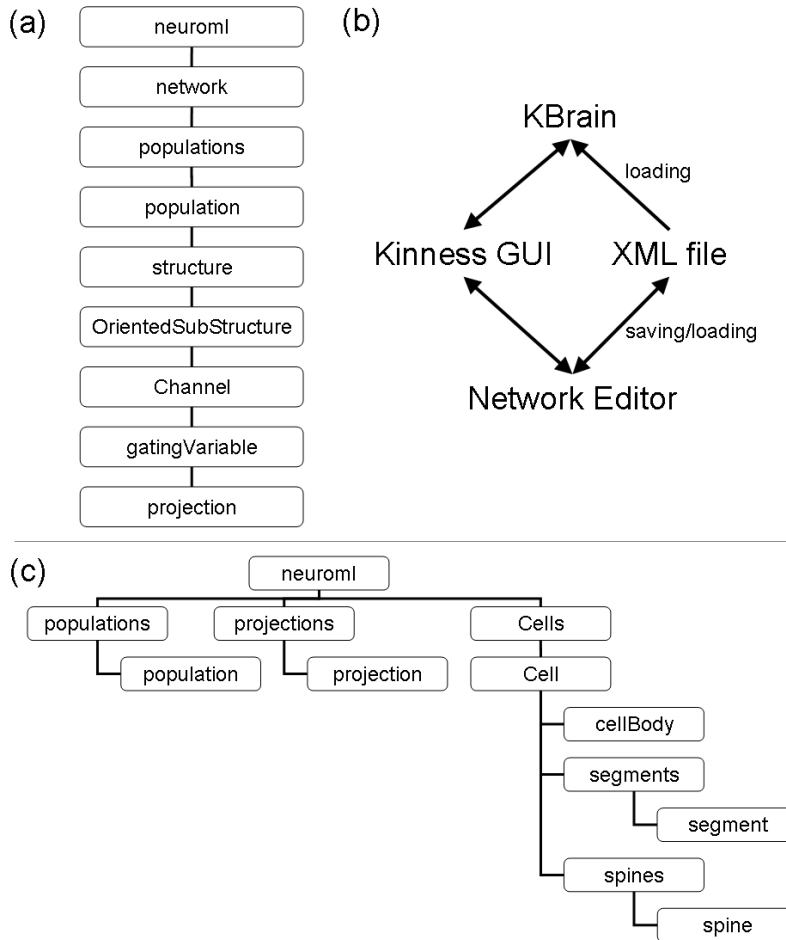 (a)
neuroml
network
populations
population
structure
OrientedSubStructure
Channel
gatingVariable
projection
(b)
KBrain
loading
Kinness GUI
XML file
saving/loading
Network Editor
(c)
neuroml
populations
projections
Cells
population
projection
Cell
cellBody
segments
segment
spines
spine